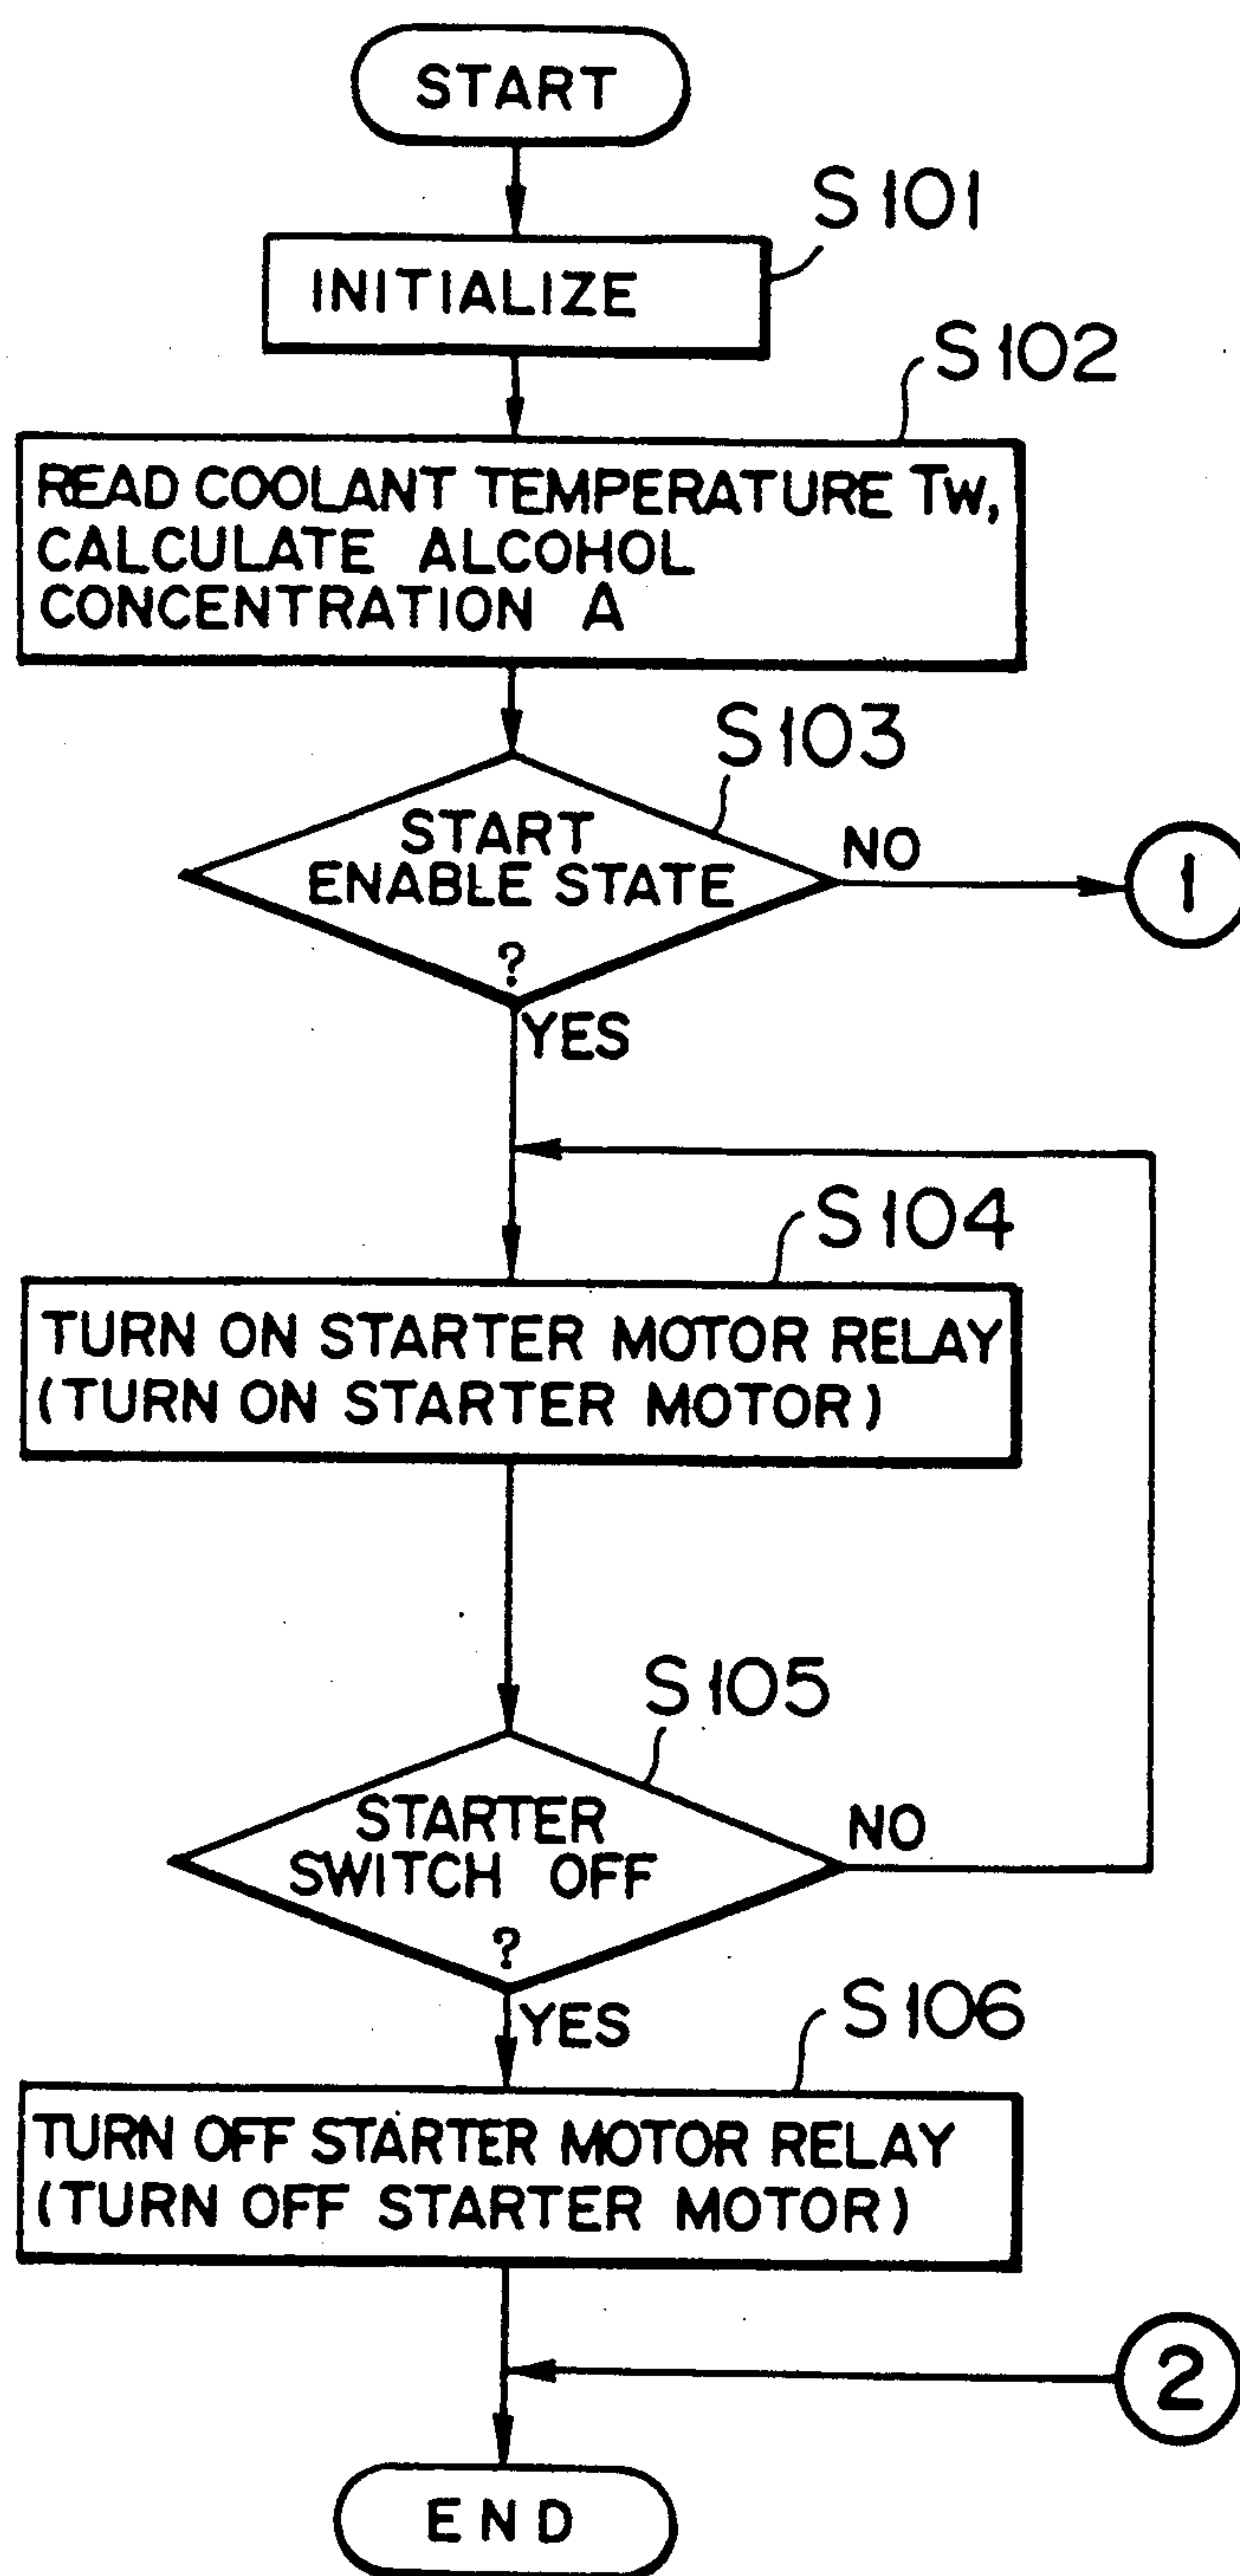 START
S101
INITIALIZE
S102
READ COOLANT TEMPERATURE Tw,
CALCULATE ALCOHOL
CONCENTRATION A
S103
START
ENABLE STATE
?
NO
1
YES
S104
TURN ON STARTER MOTOR RELAY
(TURN ON STARTER MOTOR)
S105
STARTER
SWITCH OFF
?
NO
YES
S106
TURN OFF STARTER MOTOR RELAY
(TURN OFF STARTER MOTOR)
2
END